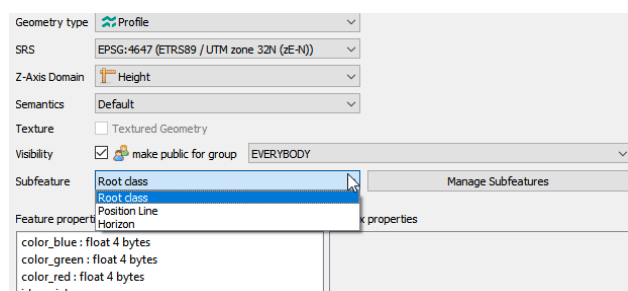 Geometry type Profile
SRS EPSG:4647 (ETRS89 / UTM zone 32N (zE-N))
Z-Axis Domain Height
Semantics Default
Texture Textured Geometry
Visibility make public for group EVERYBODY
Subfeature Root class Manage Subfeatures
Root class
Position Line
Horizon
Feature properti x properties
color_blue : float 4 bytes
color_green : float 4 bytes
color_red : float 4 bytes